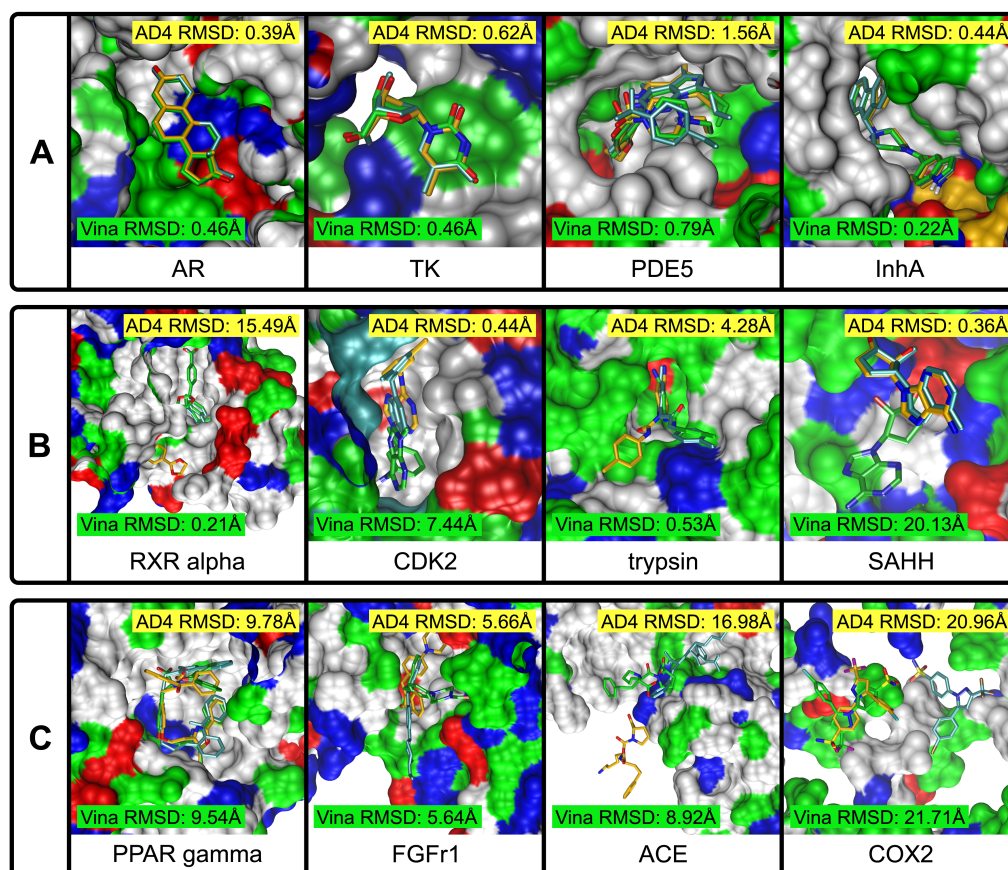 A
AD4 RMSD: 0.39Å
Vina RMSD: 0.46Å
AR
AD4 RMSD: 0.62Å
Vina RMSD: 0.46Å
TK
AD4 RMSD: 1.56Å
Vina RMSD: 0.79Å
PDE5
AD4 RMSD: 0.44Å
Vina RMSD: 0.22Å
InhA
B
AD4 RMSD: 15.49Å
Vina RMSD: 0.21Å
RXR alpha
AD4 RMSD: 0.44Å
Vina RMSD: 7.44Å
CDK2
AD4 RMSD: 4.28Å
Vina RMSD: 0.53Å
trypsin
AD4 RMSD: 0.36Å
Vina RMSD: 20.13Å
SAHH
C
AD4 RMSD: 9.78Å
Vina RMSD: 9.54Å
PPAR gamma
AD4 RMSD: 5.66Å
Vina RMSD: 5.64Å
FGFr1
AD4 RMSD: 16.98Å
Vina RMSD: 8.92Å
ACE
AD4 RMSD: 20.96Å
Vina RMSD: 21.71Å
COX2